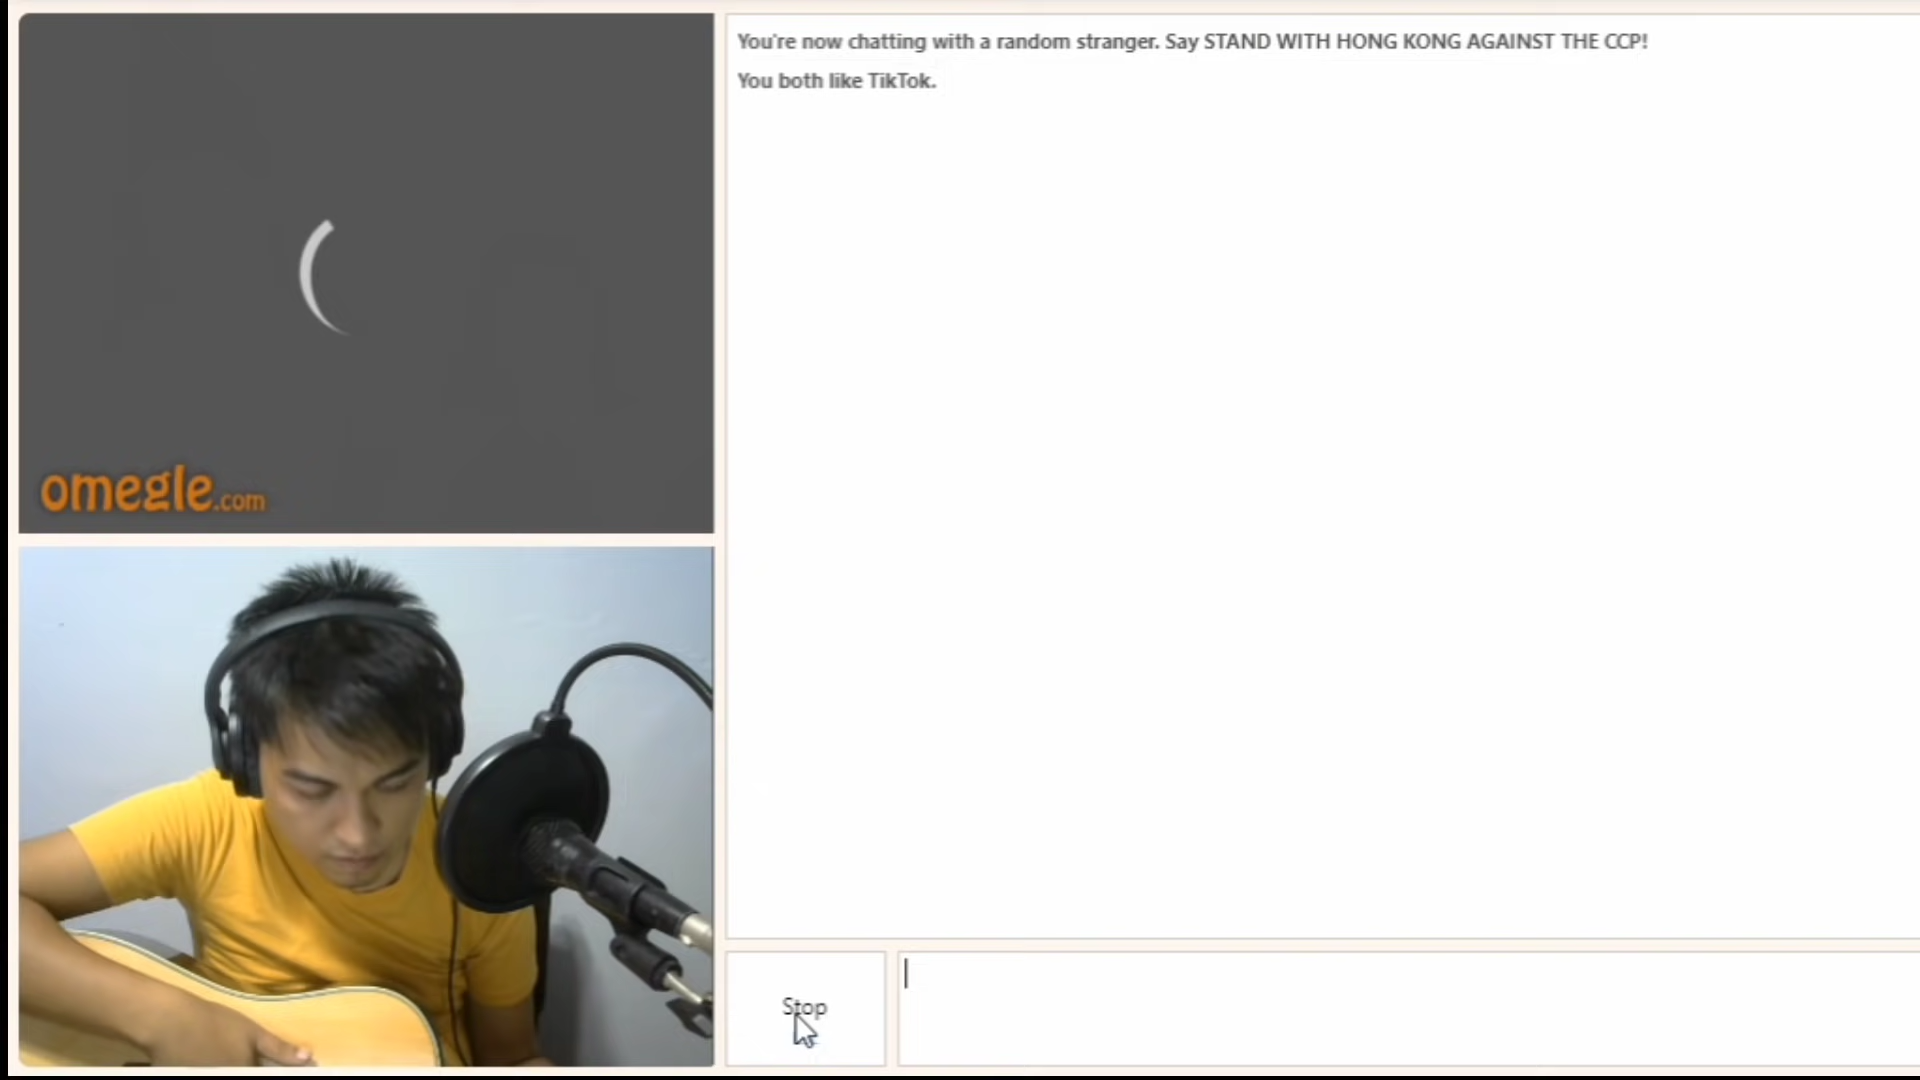 You're now chatting with a random stranger. Say STAND WITH HONG KONG AGAINST THE CCP!
You both like TikTok.
omegle.com
Stop